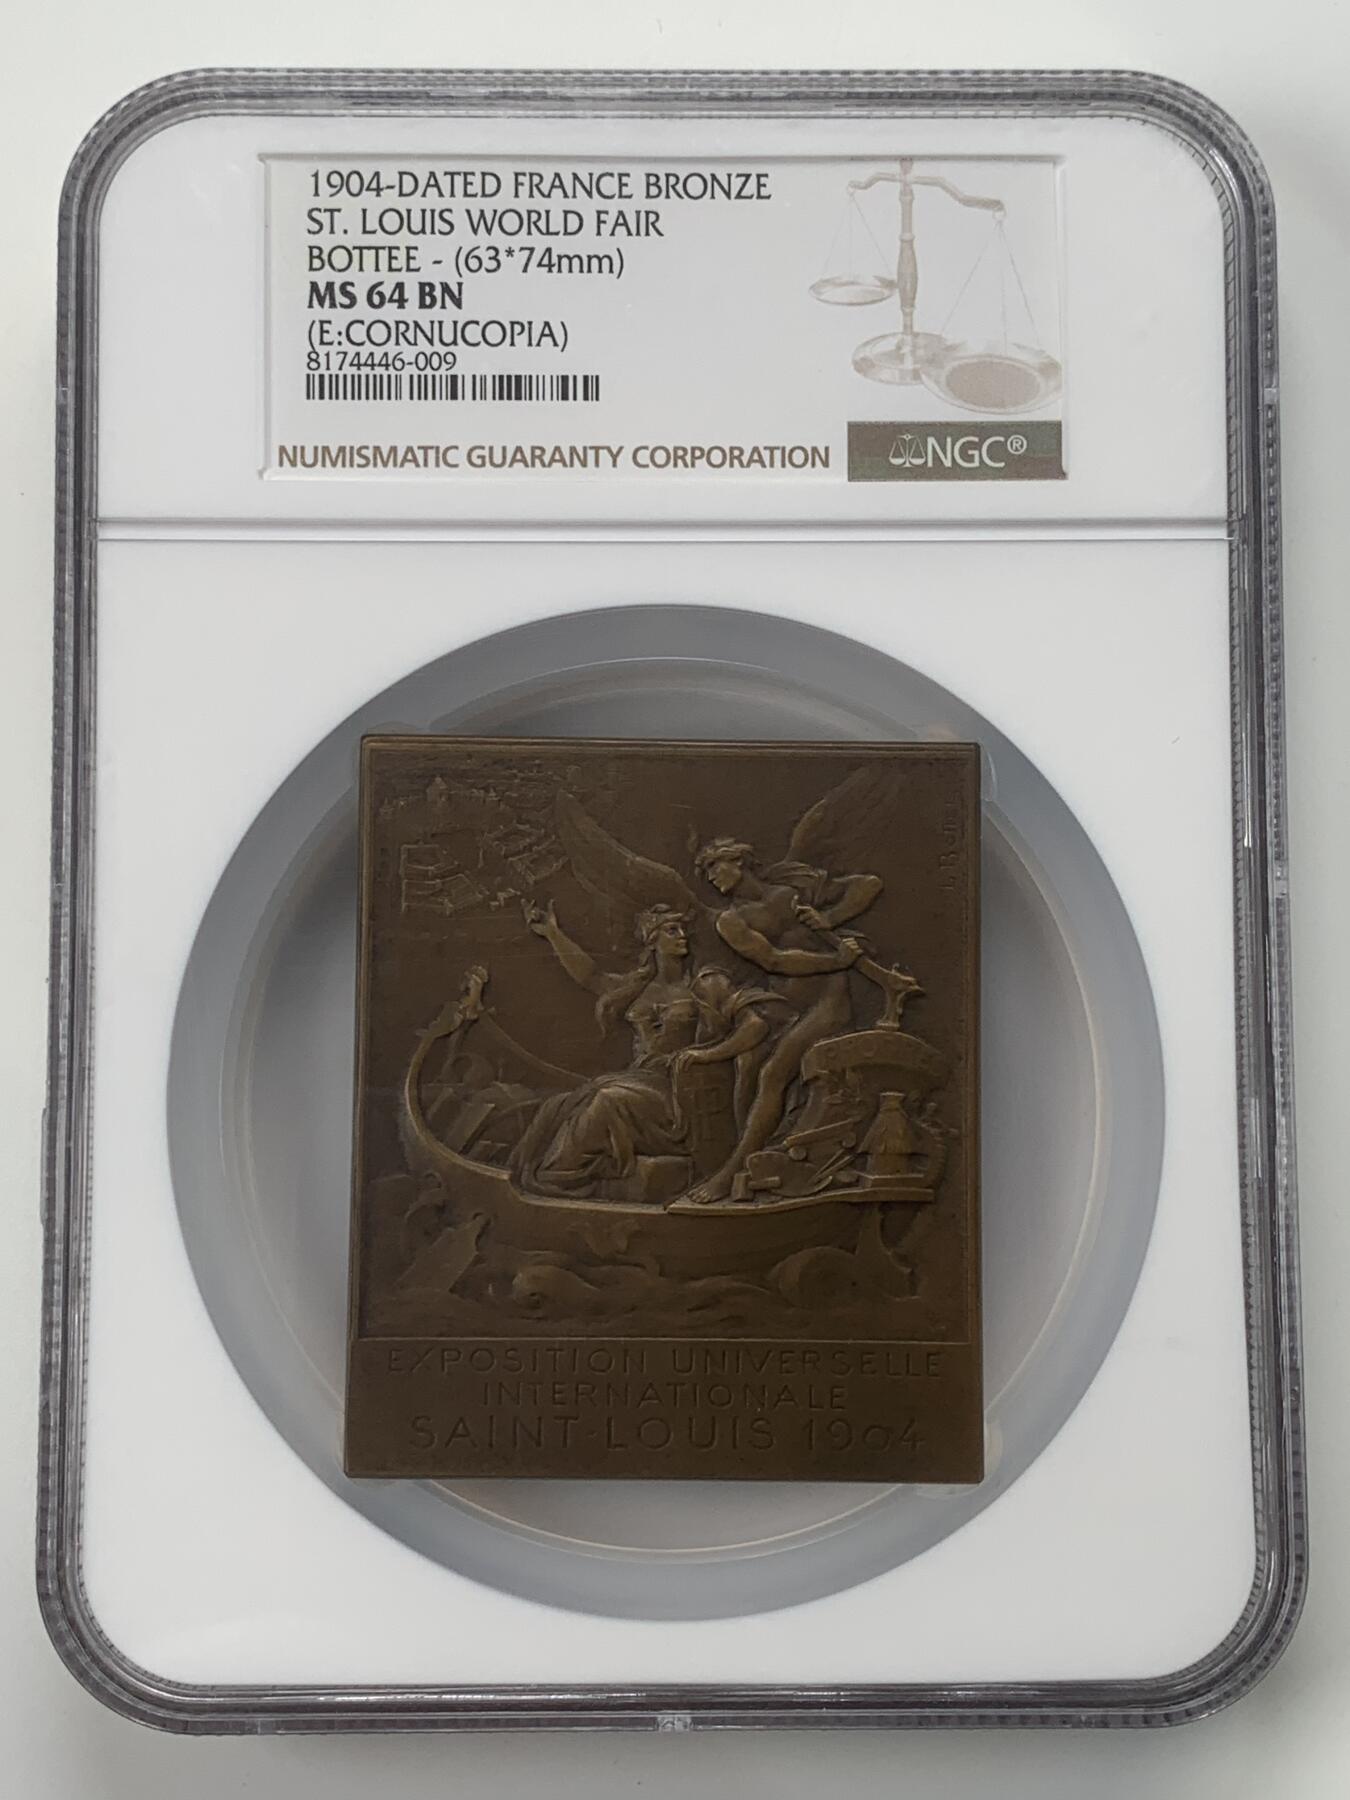 1904-DATED FRANCE BRONZE
ST. LOUIS WORLD FAIR
BOTTEE - (63*74mm)
MS 64 BN
(E:CORNUCOPIA)
8174446-009
NUMISMATIC GUARANTY CORPORATION
NGC®
EXPOSITION UNIVERSELLE
INTERNATIONALE
SAINT-LOUIS 1904